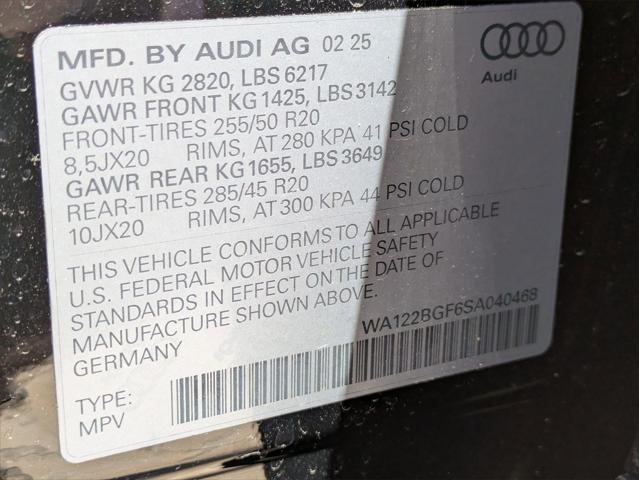 MFD. BY AUDI AG 02 25
Audi
GVWR KG 2820, LBS 6217
GAWR FRONT KG 1425, LBS 3142
FRONT-TIRES 255/50 R20
8,5JX20 RIMS, AT 280 KPA 41 PSI COLD
GAWR REAR KG 1655, LBS 3649
REAR-TIRES 285/45 R20
10JX20 RIMS, AT 300 KPA 44 PSI COLD
THIS VEHICLE CONFORMS TO ALL APPLICABLE
U.S. FEDERAL MOTOR VEHICLE SAFETY
STANDARDS IN EFFECT ON THE DATE OF
MANUFACTURE SHOWN ABOVE.
GERMANY
WA122BGF6SA040468
TYPE:
MPV